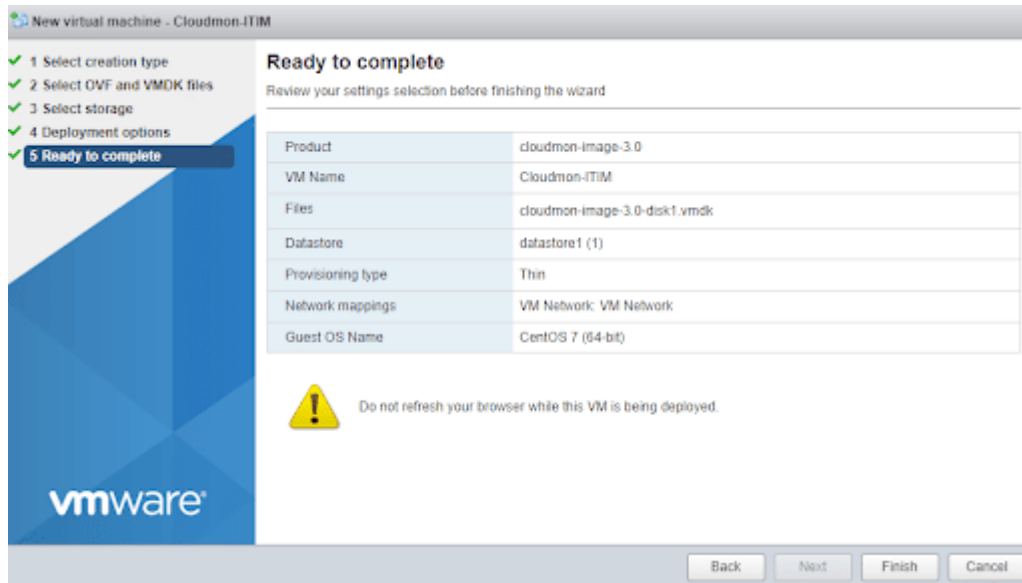 New virtual machine - Cloudmon-ITIM
1 Select creation type
2 Select OVF and VMDK files
3 Select storage
4 Deployment options
5 Ready to complete
Ready to complete
Review your settings selection before finishing the wizard
Product cloudmon-image-3.0
VM Name Cloudmon-ITIM
Files cloudmon-image-3.0-disk1.vmdk
Datastore datastore1 (1)
Provisioning type Thin
Network mappings VM Network: VM Network
Guest OS Name CentOS 7 (64-bit)
Do not refresh your browser while this VM is being deployed.
vmware
Back Next Finish Cancel